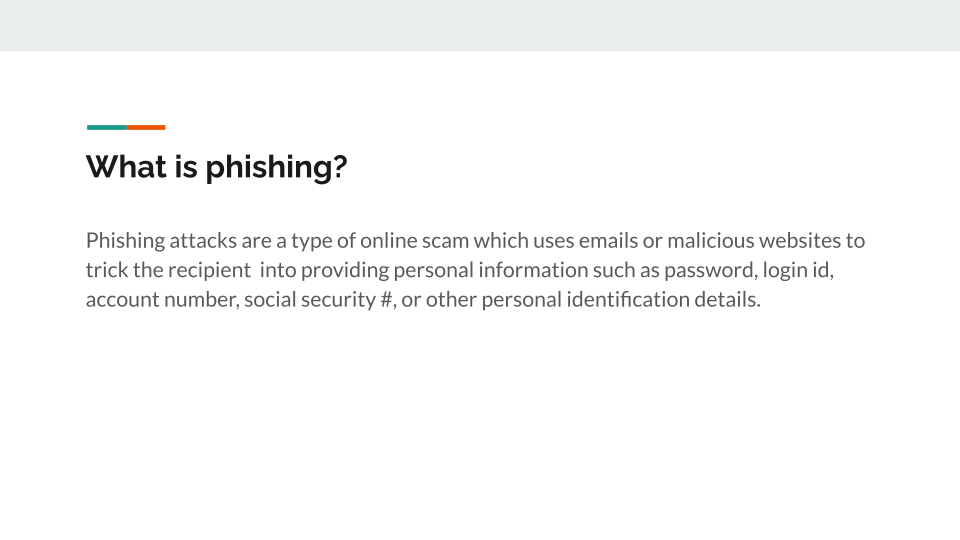 What is phishing?
Phishing attacks are a type of online scam which uses emails or malicious websites to
trick the recipient  into providing personal information such as password, login id,
account number, social security #, or other personal identification details.